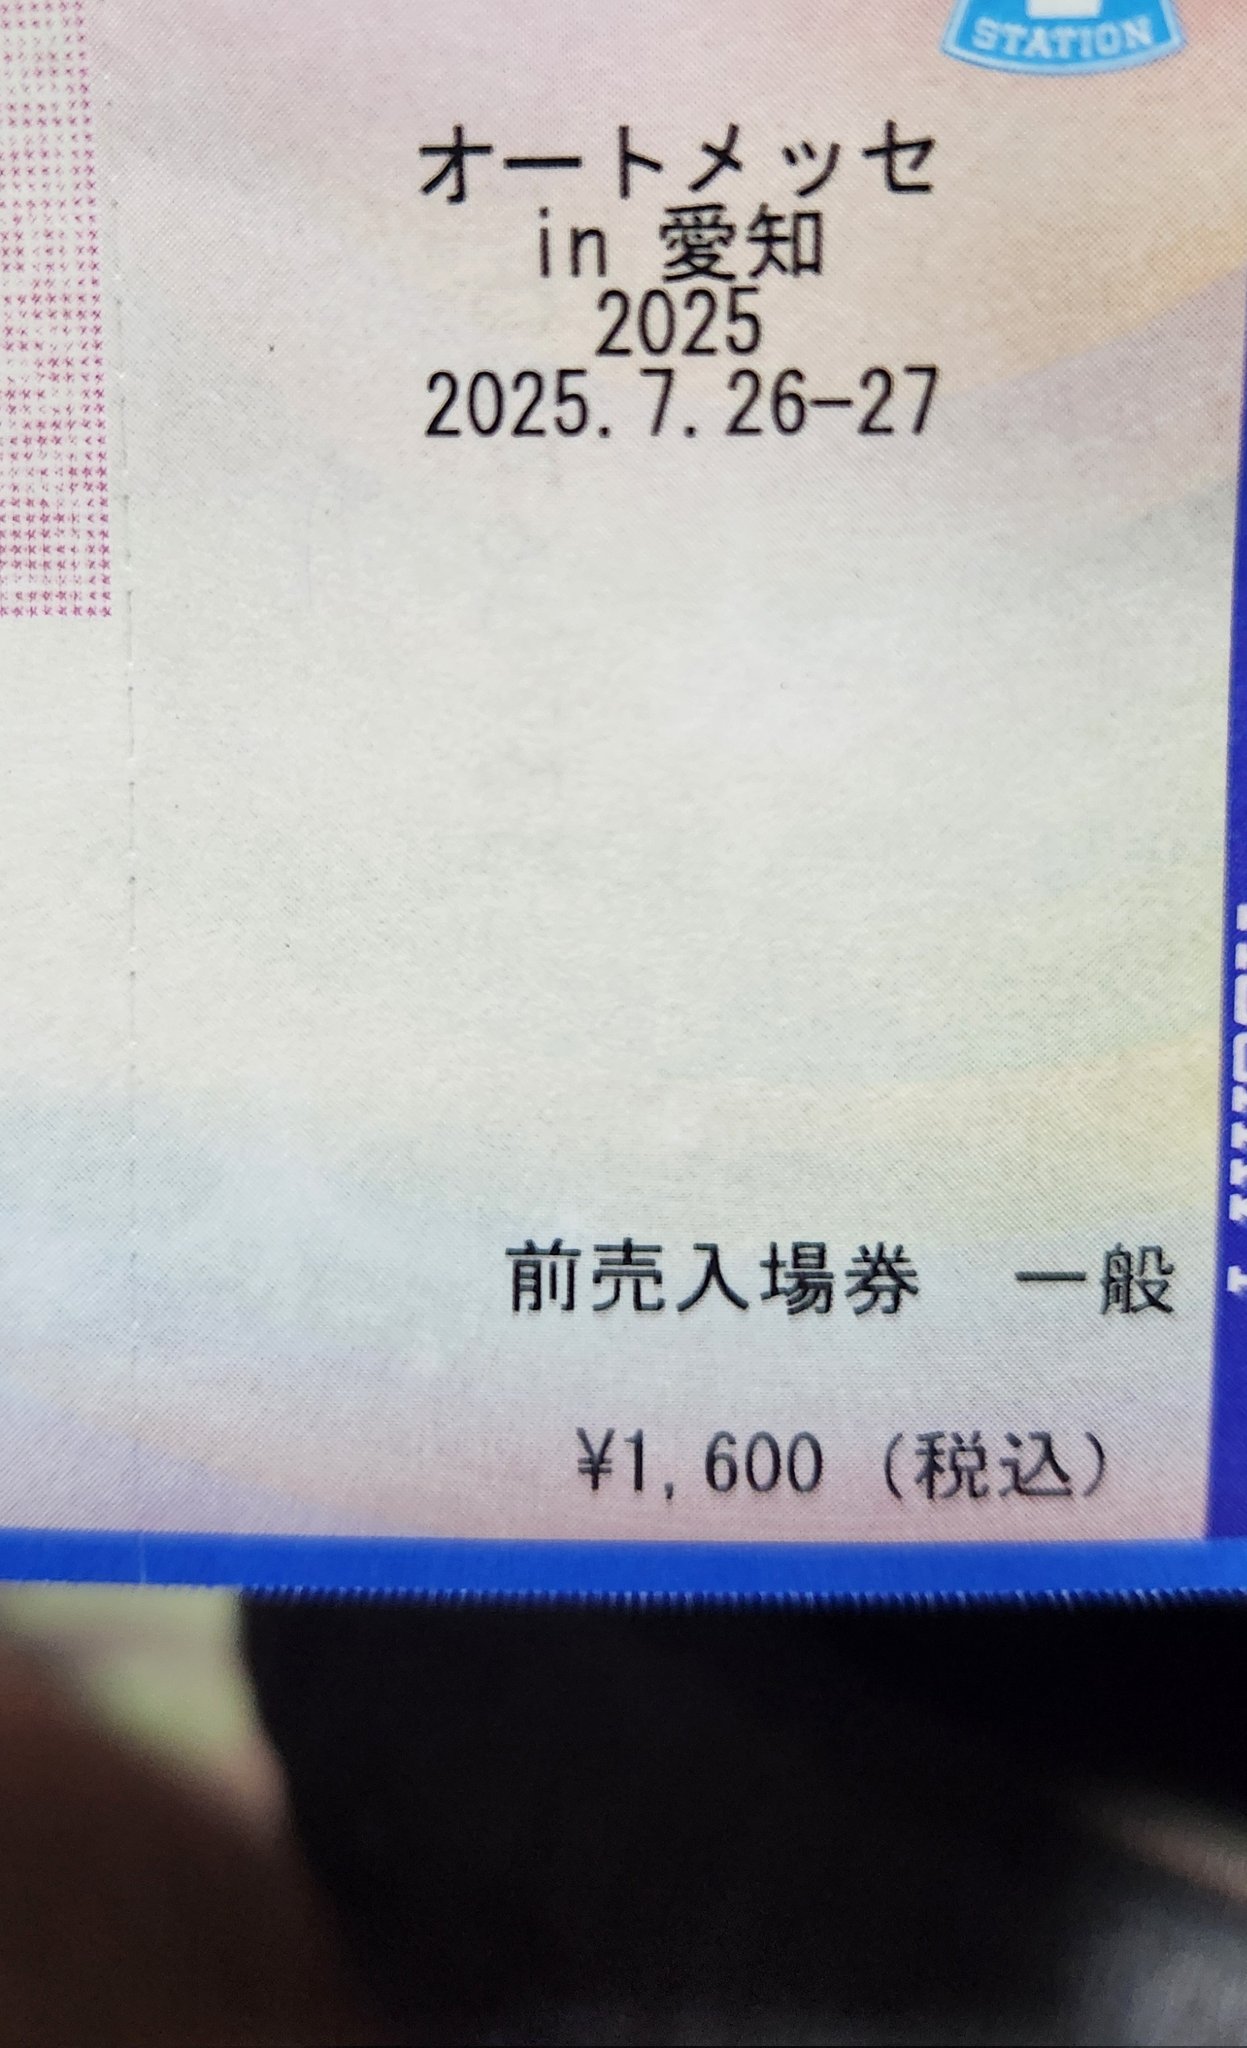 STATION
オートメッセ
in 愛知
2025
2025.7.26-27
前売入場券　一般
¥1,600 (税込)